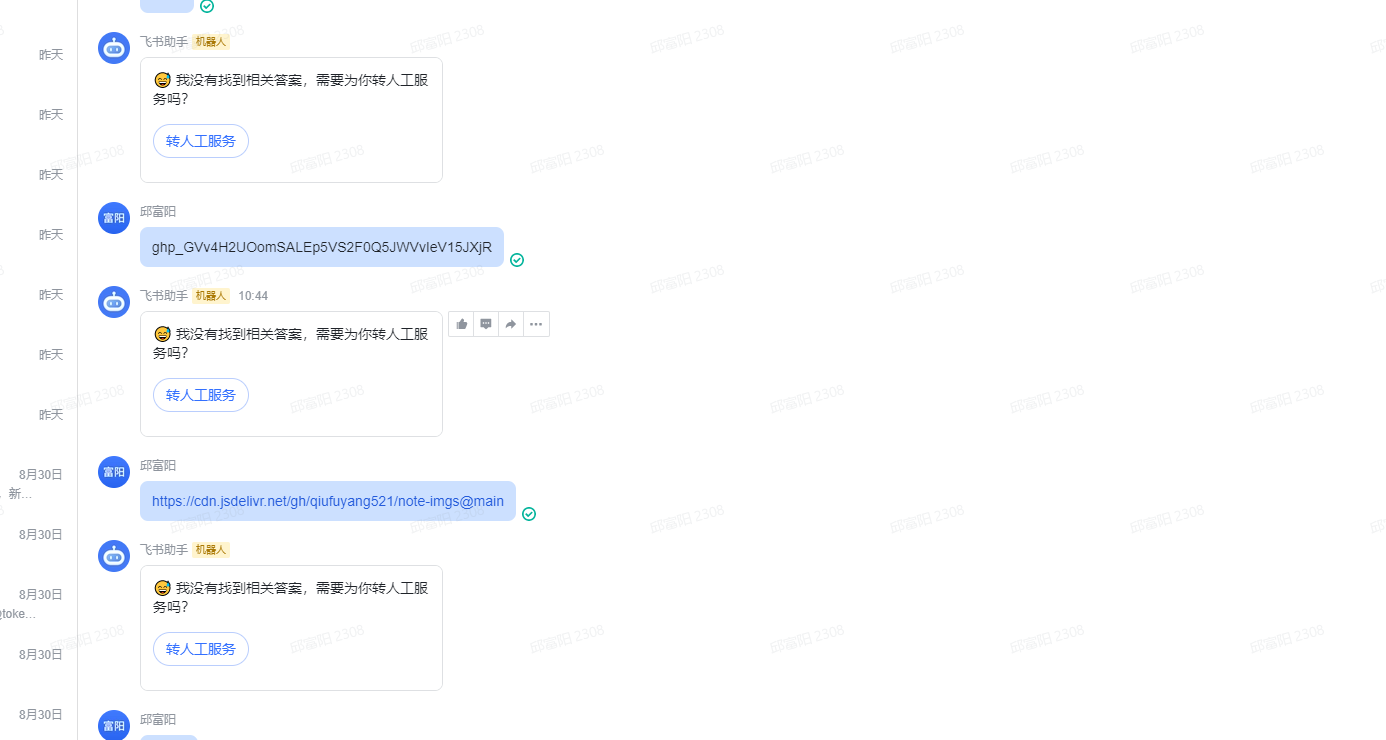 飞书助手 机器人
昨天
😅 我没有找到相关答案，需要为你转人工服
务吗？
昨天
转人工服务
昨天
邱富阳
富阳
昨天
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
飞书助手 机器人 10:44
昨天
😅 我没有找到相关答案，需要为你转人工服
务吗？
昨天
转人工服务
昨天
邱富阳
富阳
8月30日
，新...
https://cdn.jsdelivr.net/gh/qiufuyang521/note-imgs@main
8月30日
飞书助手 机器人
😅 我没有找到相关答案，需要为你转人工服
务吗？
8月30日
@toke...
转人工服务
8月30日
8月30日
邱富阳
富阳
邱富阳 2308